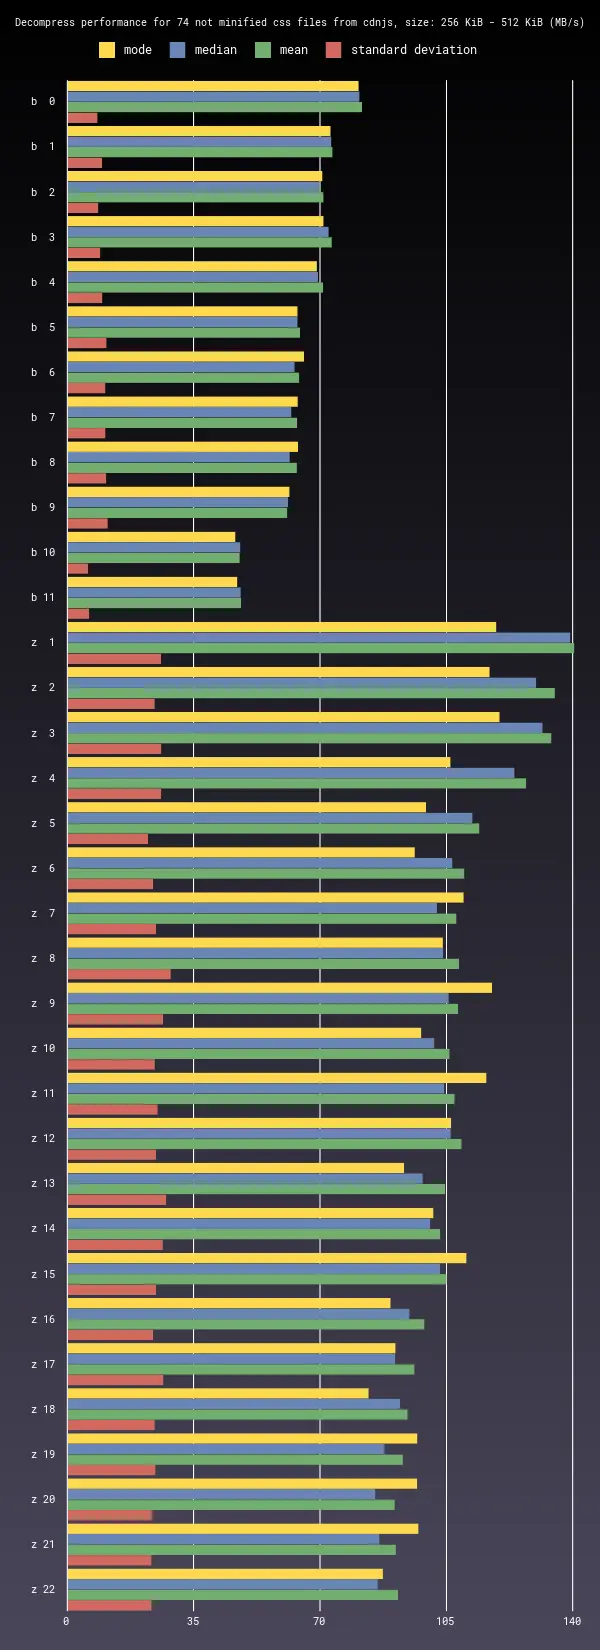 Decompress performance for 74 not minified css files from cdnjs, size: 256 KiB - 512 KiB (MB/s)
mode median mean standard deviation
b 0
b 1
b 2
b 3
b 4
b 5
b 6
b 7
b 8
b 9
b 10
b 11
z 1
z 2
z 3
z 4
z 5
z 6
z 7
z 8
z 9
z 10
z 11
z 12
z 13
z 14
z 15
z 16
z 17
z 18
z 19
z 20
z 21
z 22
0 35 70 105 140